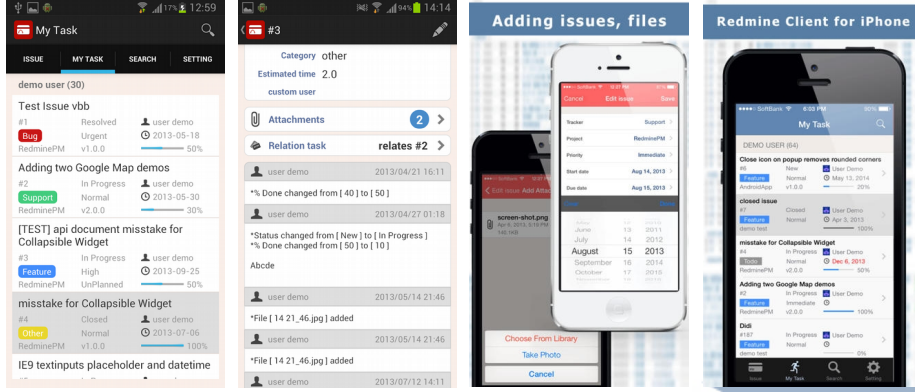 17% 12:59
My Task
ISSUE MY TASK SEARCH SETTING
demo user (30)
Test Issue vbb
#1 Resolved user demo
Bug Urgent 2013-05-18
RedminePM v1.0.0 50%
Adding two Google Map demos
#2 In Progress user demo
Support Normal 2013-05-30
RedminePM v2.0.0 30%
[TEST] api document misstake for
Collapsible Widget
#3 In Progress user demo
Feature High 2013-09-25
RedminePM UnPlanned 50%
misstake for Collapsible Widget
#4 Closed user demo
Other Normal 2013-07-06
RedminePM v1.0.0 100%
IE9 textinputs placeholder and datetime
94% 14:14
#3
Category other
Estimated time 2.0
custom user
Attachments 2
Relation task relates #2
user demo 2013/04/21 16:11
*% Done changed from [ 40 ] to [ 50 ]
user demo 2013/04/27 01:18
*Status changed from [ New ] to [ In Progress ]
*% Done changed from [ 50 ] to [ 10 ]
Abcde
user demo 2013/05/14 21:46
*File [ 14 21_46.jpg ] added
user demo 2013/05/14 21:46
*File [ 14 21_46.jpg ] added
user demo 2013/07/12 14:11
Adding issues, files
Cancel Edit issue Save
Tracker Support
Project RedminePM
Priority Immediate
Start date Aug 14, 2013
Due date Aug 15, 2013
June 13 2011
July 14 2012
August 15 2013
September 16 2014
October 17 2015
Edit issue Add Attac
screen-shot.png
Choose From Library
Take Photo
Cancel
Redmine Client for iPhone
SoftBank 6:03 PM
My Task
DEMO USER (64)
Close icon on popup removes rounded corners
#6 New User Demo
Feature Normal May 13, 2014
AndroidApp v1.0.0 20%
closed issue
#7 Closed User Demo
Feature Normal Apr 3, 2013
demo test 100%
misstake for Collapsible Widget
#4 In Progress User Demo
Todo Normal Dec 6, 2013
RedminePM v2.0.0 50%
Adding two Google Map demos
#2 In Progress User Demo
Feature Immediate
RedminePM v2.0.0 100%
Didi
#187 In Progress User Demo
Feature Normal
demo test 0%
Issue My Task Search Setting